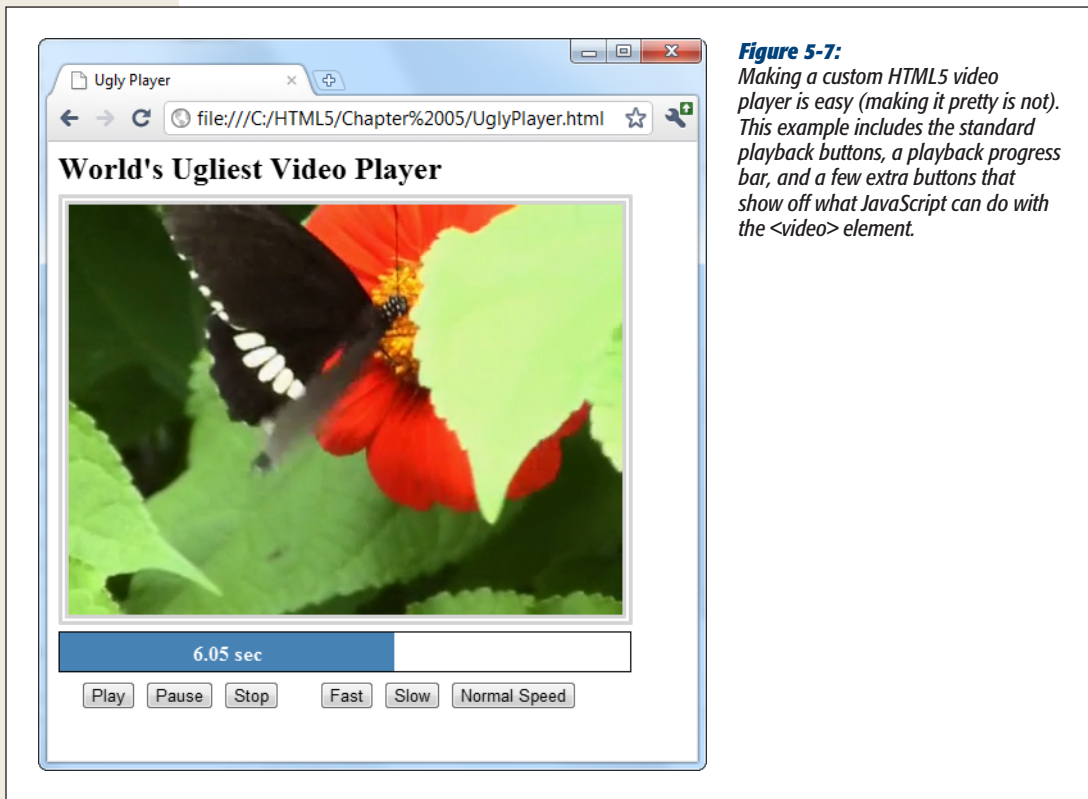 Ugly Player
file:///C:/HTML5/Chapter%2005/UglyPlayer.html
World's Ugliest Video Player
6.05 sec
Play Pause Stop Fast Slow Normal Speed
Figure 5-7:
Making a custom HTML5 video
player is easy (making it pretty is not).
This example includes the standard
playback buttons, a playback progress
bar, and a few extra buttons that
show off what JavaScript can do with
the <video> element.